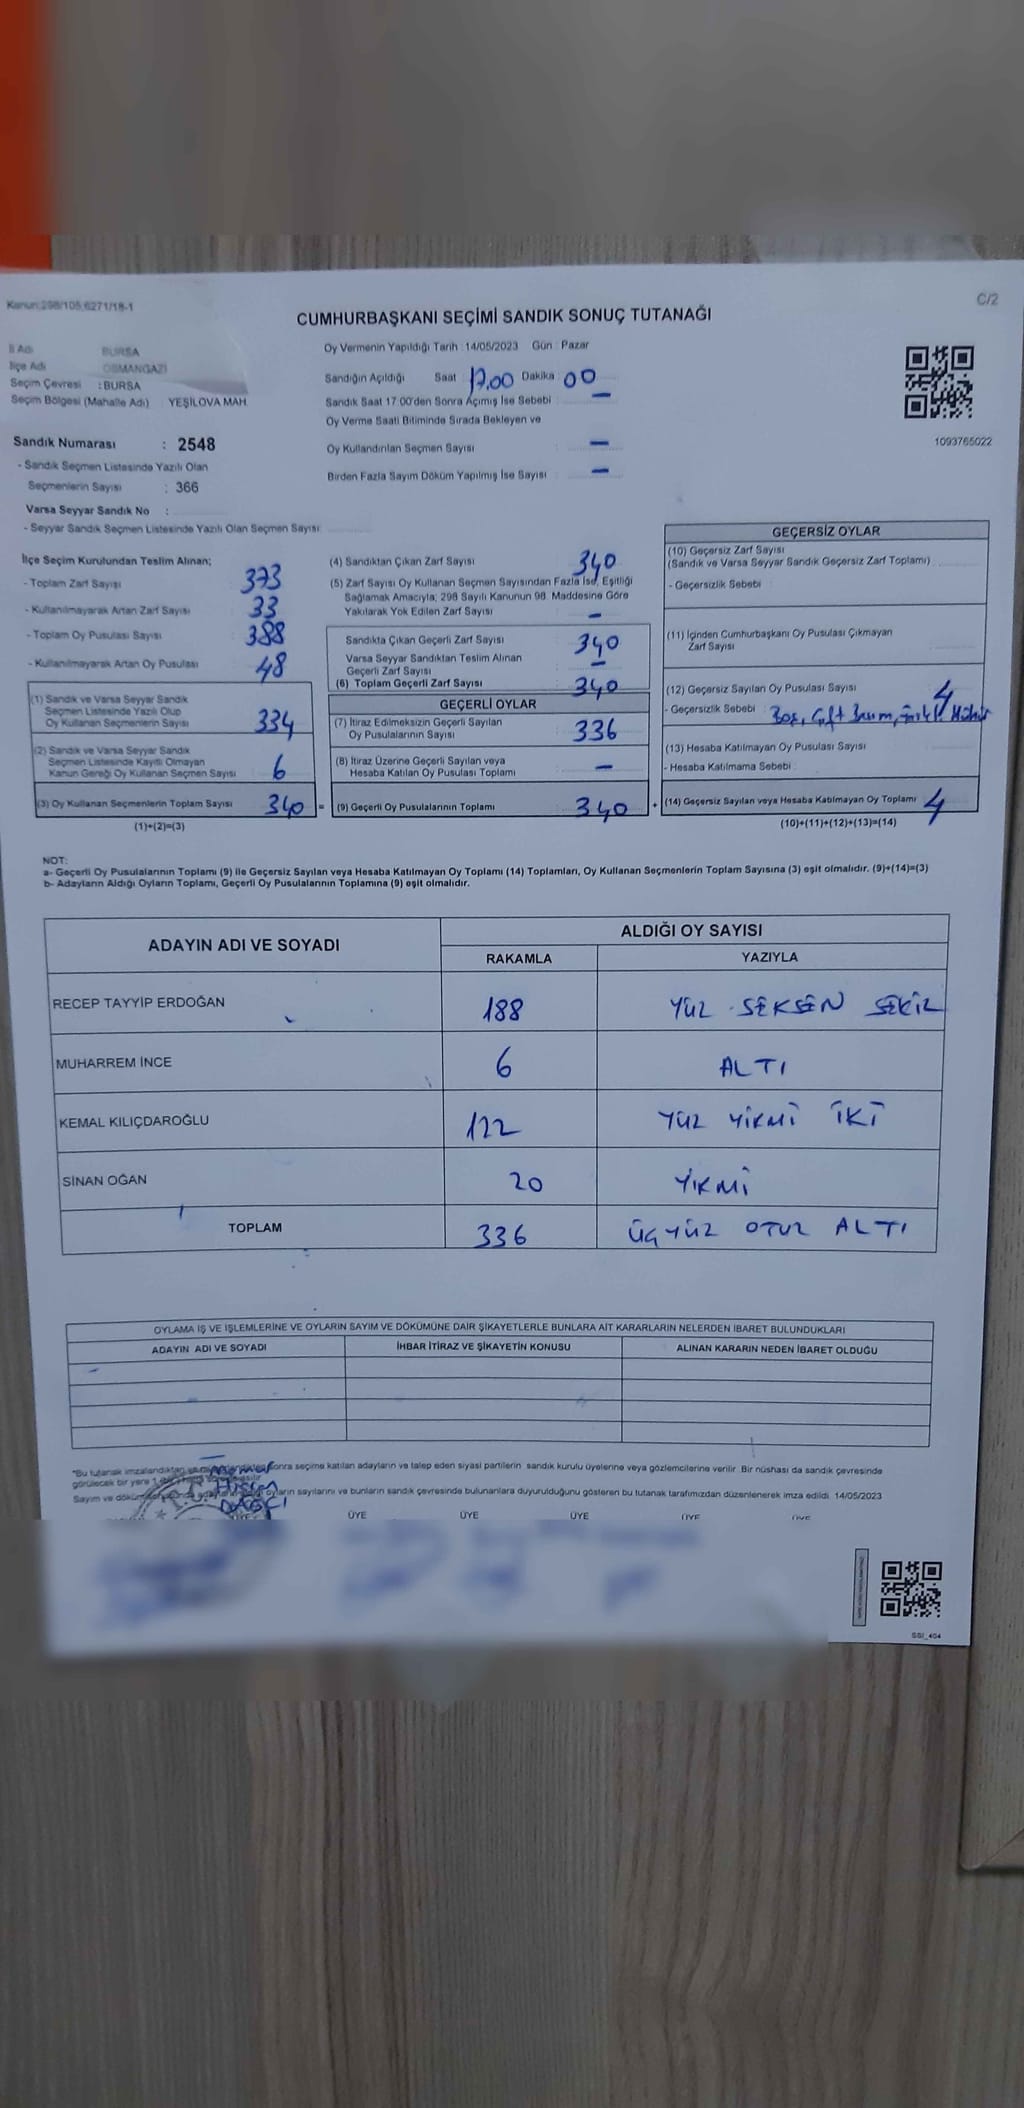 Kanun:298/105,6271/18-1
C/2
CUMHURBAŞKANI SEÇİMİ SANDIK SONUÇ TUTANAĞI
İl Adı BURSA
İlçe Adı OSMANGAZİ
Seçim Çevresi : BURSA
Seçim Bölgesi (Mahalle Adı) YEŞİLOVA MAH.
Sandık Numarası : 2548
- Sandık Seçmen Listesinde Yazılı Olan
Seçmenlerin Sayısı : 366
Varsa Seyyar Sandık No :
- Seyyar Sandık Seçmen Listesinde Yazılı Olan Seçmen Sayısı:
Oy Vermenin Yapıldığı Tarih : 14/05/2023 Gün : Pazar
Sandığın Açıldığı Saat 17.00 Dakika 00
Sandık Saat 17:00'den Sonra Açımış İse Sebebi : —
Oy Verme Saati Bitiminde Sırada Bekleyen ve
Oy Kullandırılan Seçmen Sayısı : —
Birden Fazla Sayım Döküm Yapılmış İse Sayısı : —
1093765022
İlçe Seçim Kurulundan Teslim Alınan;
- Toplam Zarf Sayısı 373
- Kullanılmayarak Artan Zarf Sayısı 33
- Toplam Oy Pusulası Sayısı 388
- Kullanılmayarak Artan Oy Pusulası 48
(1) Sandık ve Varsa Seyyar Sandık
Seçmen Listesinde Yazılı Olup
Oy Kullanan Seçmenlerin Sayısı 334
(2) Sandık ve Varsa Seyyar Sandık
Seçmen Listesinde Kayıtlı Olmayan
Kanun Gereği Oy Kullanan Seçmen Sayısı 6
(3) Oy Kullanan Seçmenlerin Toplam Sayısı 340 =
(1)+(2)=(3)
(4) Sandıktan Çıkan Zarf Sayısı : 340
(5) Zarf Sayısı Oy Kullanan Seçmen Sayısından Fazla İse, Eşitliği
Sağlamak Amacıyla; 298 Sayılı Kanunun 98. Maddesine Göre
Yakılarak Yok Edilen Zarf Sayısı : —
Sandıkta Çıkan Geçerli Zarf Sayısı : 340
Varsa Seyyar Sandıktan Teslim Alınan
Geçerli Zarf Sayısı : —
(6) Toplam Geçerli Zarf Sayısı : 340
GEÇERLİ OYLAR
(7) İtiraz Edilmeksizin Geçerli Sayılan
Oy Pusulalarının Sayısı : 336
(8) İtiraz Üzerine Geçerli Sayılan veya
Hesaba Katılan Oy Pusulası Toplamı : —
(9) Geçerli Oy Pusulalarının Toplamı : 340 +
GEÇERSİZ OYLAR
(10) Geçersiz Zarf Sayısı
(Sandık ve Varsa Seyyar Sandık Geçersiz Zarf Toplamı)
- Geçersizlik Sebebi :
(11) İçinden Cumhurbaşkanı Oy Pusulası Çıkmayan
Zarf Sayısı :
(12) Geçersiz Sayılan Oy Pusulası Sayısı : 4
- Geçersizlik Sebebi : Boş, Çift Basım, Mühür
(13) Hesaba Katılmayan Oy Pusulası Sayısı :
- Hesaba Katılmama Sebebi :
(14) Geçersiz Sayılan veya Hesaba Katılmayan Oy Toplamı : 4
(10)+(11)+(12)+(13)=(14)
NOT:
a- Geçerli Oy Pusulalarının Toplamı (9) ile Geçersiz Sayılan veya Hesaba Katılmayan Oy Toplamı (14) Toplamları, Oy Kullanan Seçmenlerin Toplam Sayısına (3) eşit olmalıdır. (9)+(14)=(3)
b- Adayların Aldığı Oyların Toplamı, Geçerli Oy Pusulalarının Toplamına (9) eşit olmalıdır.
ADAYIN ADI VE SOYADI ALDIĞI OY SAYISI
RAKAMLA YAZIYLA
RECEP TAYYİP ERDOĞAN 188 YÜZ SEKSEN SEKİZ
MUHARREM İNCE 6 ALTI
KEMAL KILIÇDAROĞLU 122 YÜZ YİRMİ İKİ
SİNAN OĞAN 20 YİRMİ
TOPLAM 336 ÜÇYÜZ OTUZ ALTI
OYLAMA İŞ VE İŞLEMLERİNE VE OYLARIN SAYIM VE DÖKÜMÜNE DAİR ŞİKAYETLERLE BUNLARA AİT KARARLARIN NELERDEN İBARET BULUNDUKLARI
ADAYIN ADI VE SOYADI İHBAR İTİRAZ VE ŞİKAYETİN KONUSU ALINAN KARARIN NEDEN İBARET OLDUĞU
*Bu tutanak imzalandıktan sonra seçime katılan adayların ve talep eden siyasi partilerin sandık kurulu üyelerine veya gözlemcilerine verilir. Bir nüshası da sandık çevresinde
görülecek bir yere
Sayım ve döküm oyların sayılarını ve bunların sandık çevresinde bulunanlara duyurulduğunu gösteren bu tutanak tarafımızdan düzenlenerek imza edildi. 14/05/2023
ÜYE ÜYE ÜYE ÜYE ÜYE
SSI_404